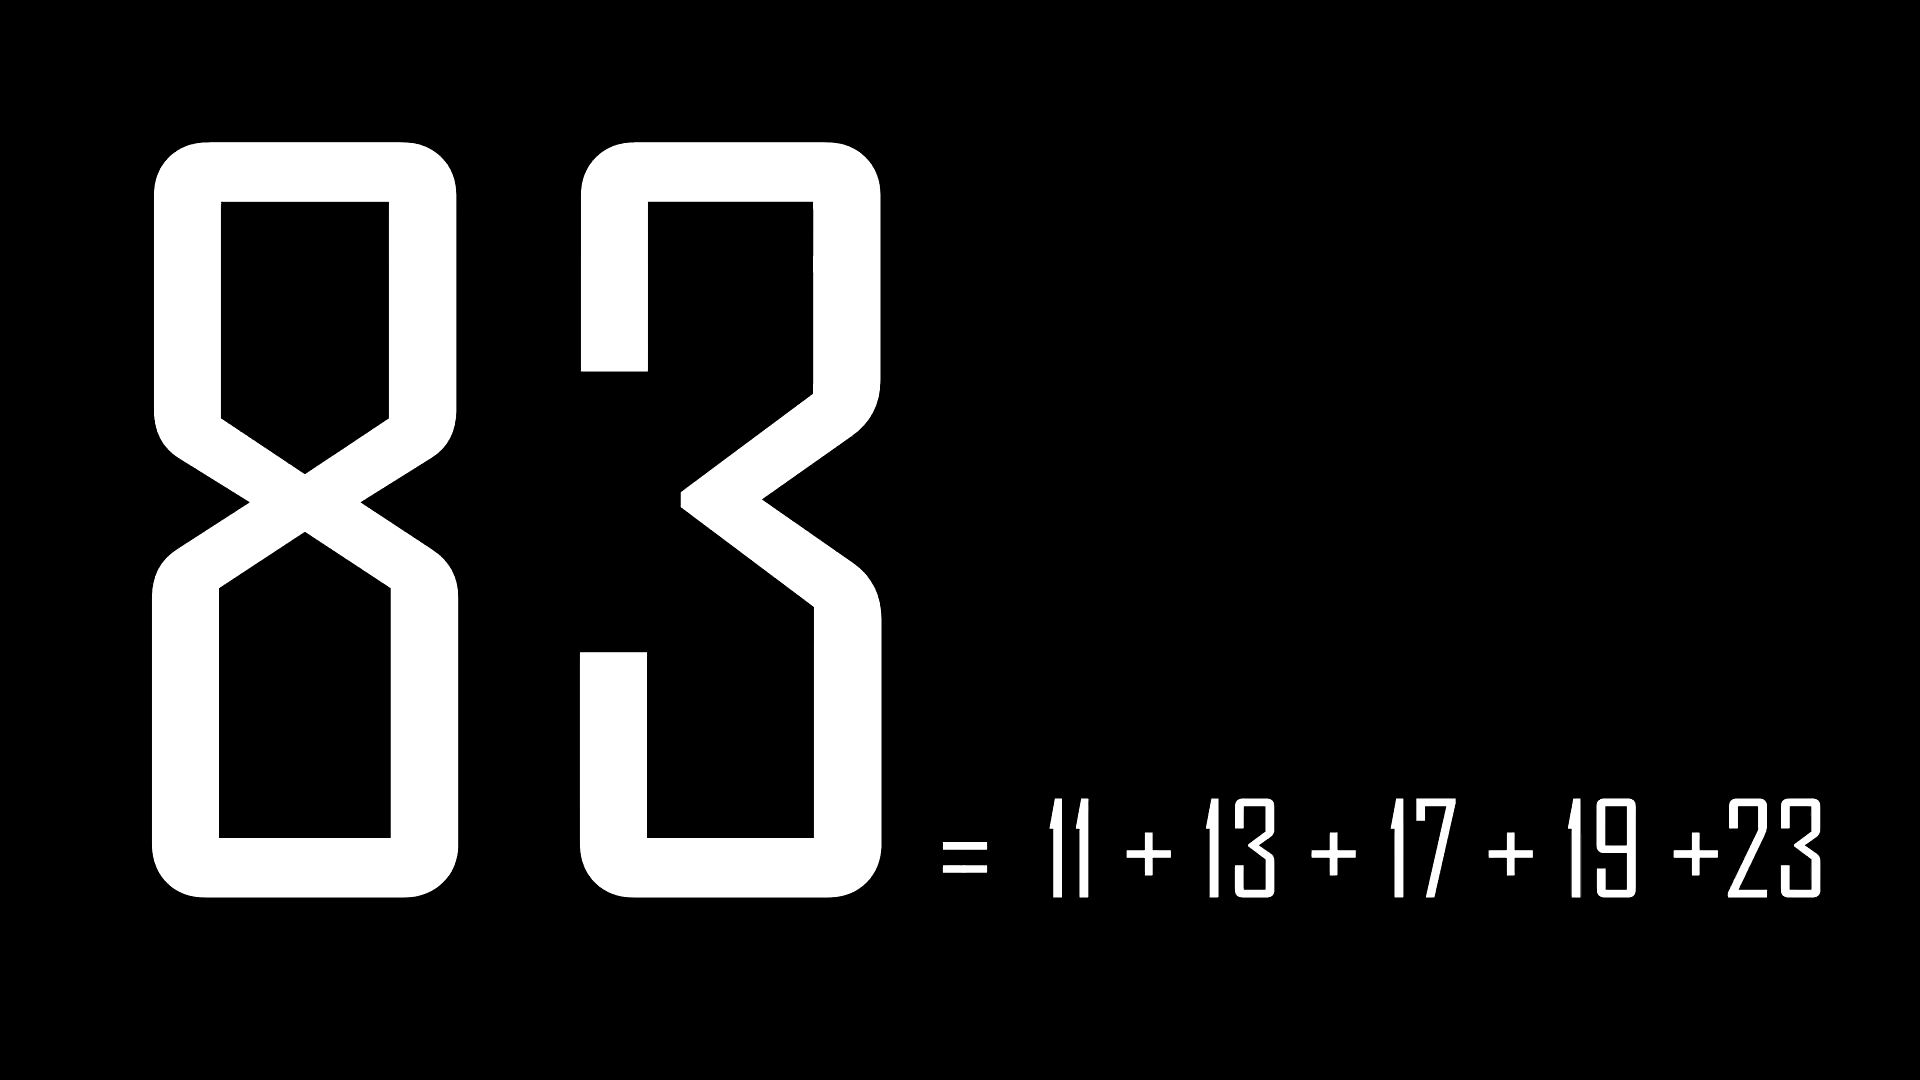 83 = 11 + 13 + 17 + 19 +23